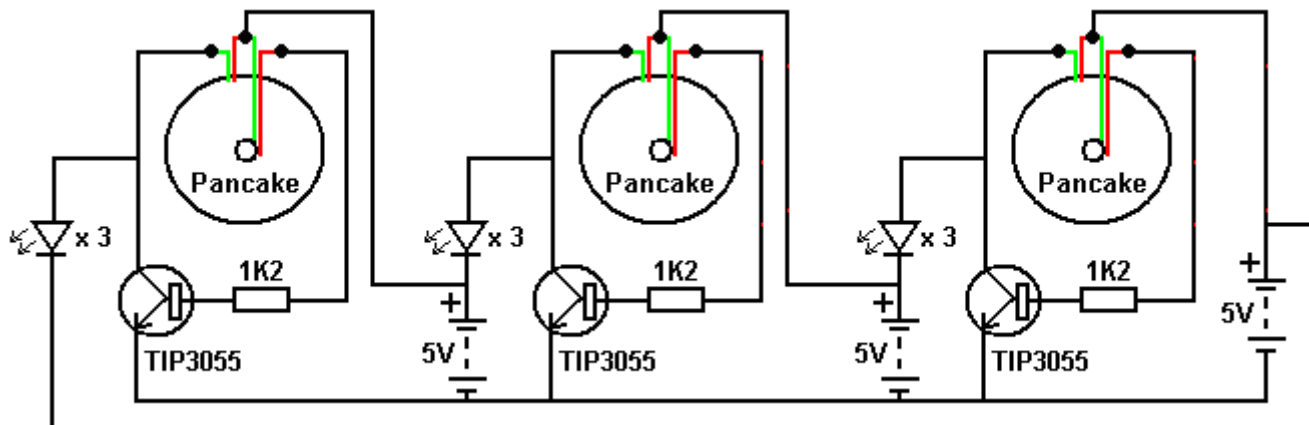 Pancake
Pancake
Pancake
x 3
x 3
x 3
1K2
1K2
1K2
+
+
+
5V
5V
5V
TIP3055
TIP3055
TIP3055